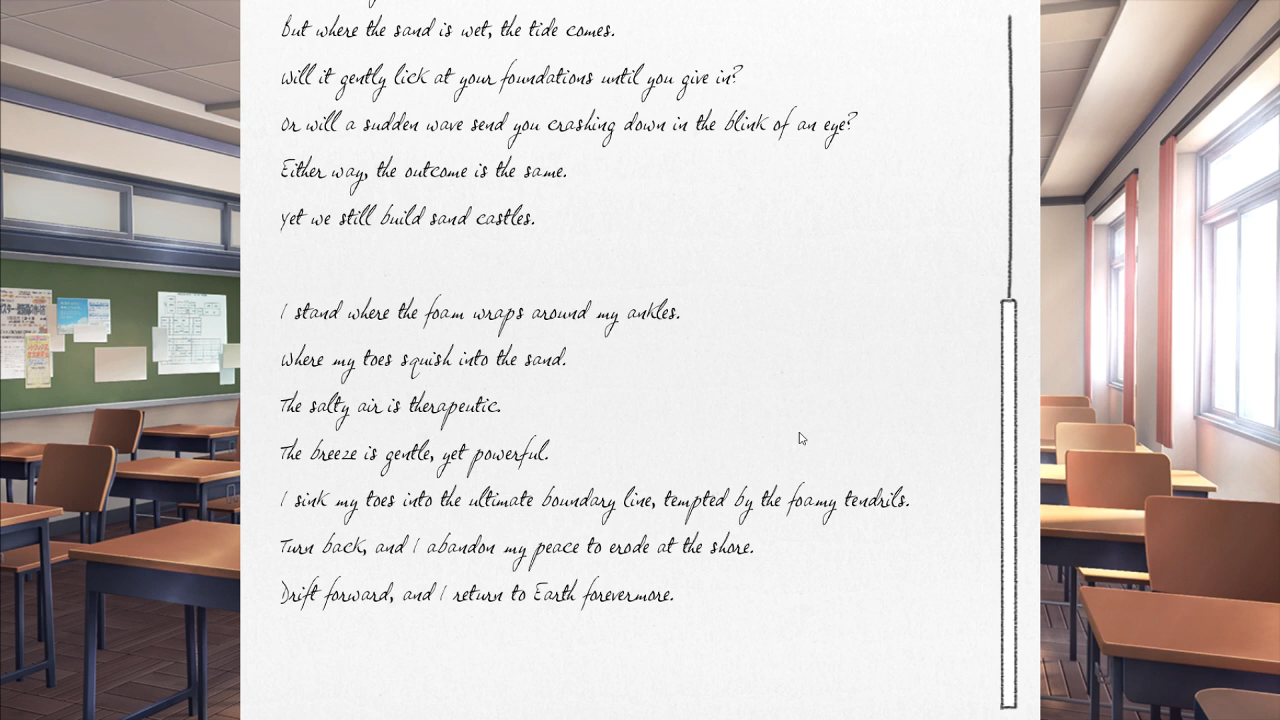 But where the sand is wet, the tide comes.
Will it gently lick at your foundations until you give in?
Or will a sudden wave send you crashing down in the blink of an eye?
Either way, the outcome is the same.
Yet we still build sand castles.
I stand where the foam wraps around my ankles.
Where my toes squish into the sand.
The salty air is therapeutic.
The breeze is gentle, yet powerful.
I sink my toes into the ultimate boundary line, tempted by the foamy tendrils.
Turn back, and I abandon my peace to erode at the shore.
Drift forward, and I return to Earth forevermore.